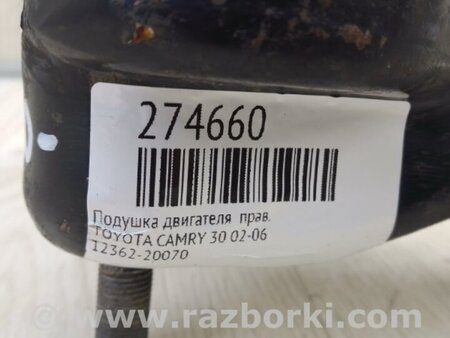 274660
Подушка двигателя прав.
TOYOTA CAMRY 30 02-06
12362-20070
www.razborki.com